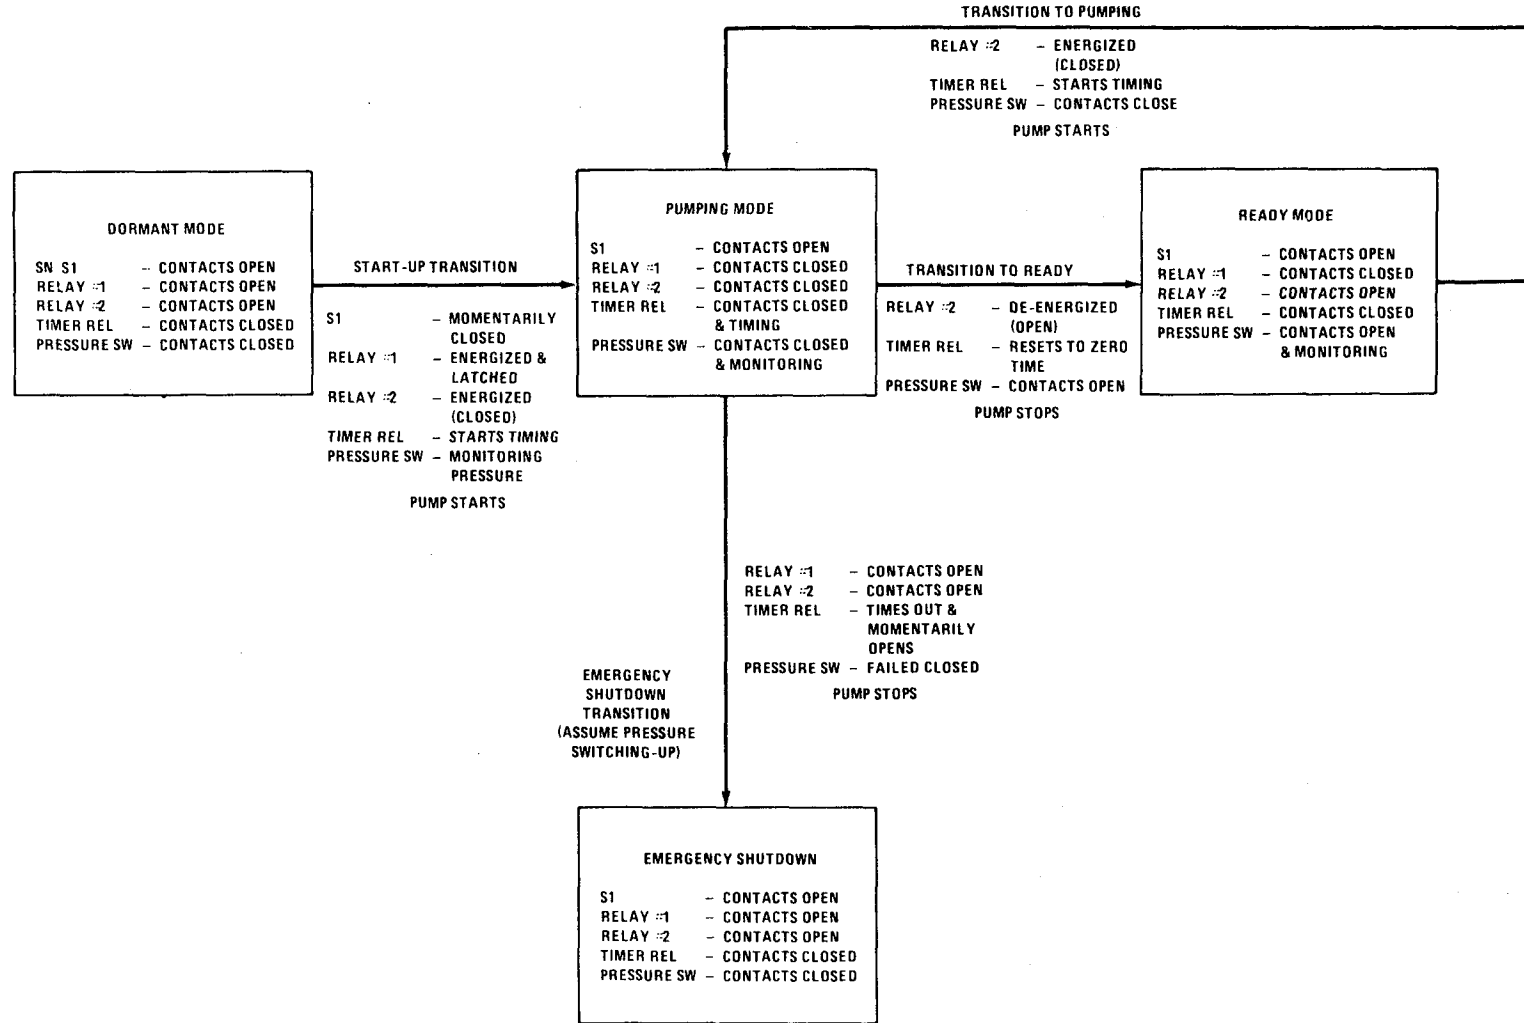 TRANSITION TO PUMPING
RELAY #2 – ENERGIZED
(CLOSED)
TIMER REL – STARTS TIMING
PRESSURE SW – CONTACTS CLOSE
PUMP STARTS
DORMANT MODE
SN S1 – CONTACTS OPEN
RELAY #1 – CONTACTS OPEN
RELAY #2 – CONTACTS OPEN
TIMER REL – CONTACTS CLOSED
PRESSURE SW – CONTACTS CLOSED
START-UP TRANSITION
S1 – MOMENTARILY
CLOSED
RELAY #1 – ENERGIZED &
LATCHED
RELAY #2 – ENERGIZED
(CLOSED)
TIMER REL – STARTS TIMING
PRESSURE SW – MONITORING
PRESSURE
PUMP STARTS
PUMPING MODE
S1 – CONTACTS OPEN
RELAY #1 – CONTACTS CLOSED
RELAY #2 – CONTACTS CLOSED
TIMER REL – CONTACTS CLOSED
& TIMING
PRESSURE SW – CONTACTS CLOSED
& MONITORING
TRANSITION TO READY
RELAY #2 – DE-ENERGIZED
(OPEN)
TIMER REL – RESETS TO ZERO
TIME
PRESSURE SW – CONTACTS OPEN
PUMP STOPS
READY MODE
S1 – CONTACTS OPEN
RELAY #1 – CONTACTS CLOSED
RELAY #2 – CONTACTS OPEN
TIMER REL – CONTACTS CLOSED
PRESSURE SW – CONTACTS OPEN
& MONITORING
RELAY #1 – CONTACTS OPEN
RELAY #2 – CONTACTS OPEN
TIMER REL – TIMES OUT &
MOMENTARILY
OPENS
PRESSURE SW – FAILED CLOSED
PUMP STOPS
EMERGENCY
SHUTDOWN
TRANSITION
(ASSUME PRESSURE
SWITCHING-UP)
EMERGENCY SHUTDOWN
S1 – CONTACTS OPEN
RELAY #1 – CONTACTS OPEN
RELAY #2 – CONTACTS OPEN
TIMER REL – CONTACTS CLOSED
PRESSURE SW – CONTACTS CLOSED